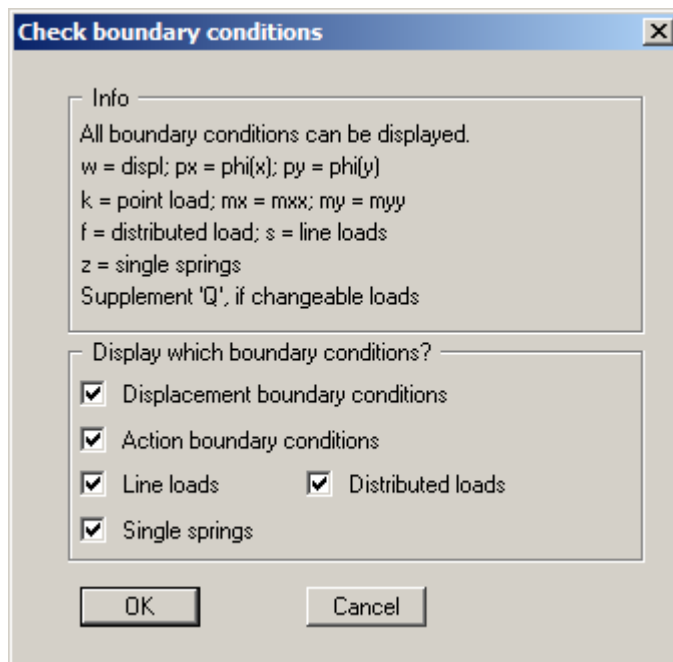 Check boundary conditions
Info
All boundary conditions can be displayed.
w = displ; px = phi(x); py = phi(y)
k = point load; mx = mxx; my = myy
f = distributed load; s = line loads
z = single springs
Supplement 'Q', if changeable loads
Display which boundary conditions?
Displacement boundary conditions
Action boundary conditions
Line loads Distributed loads
Single springs
OK Cancel